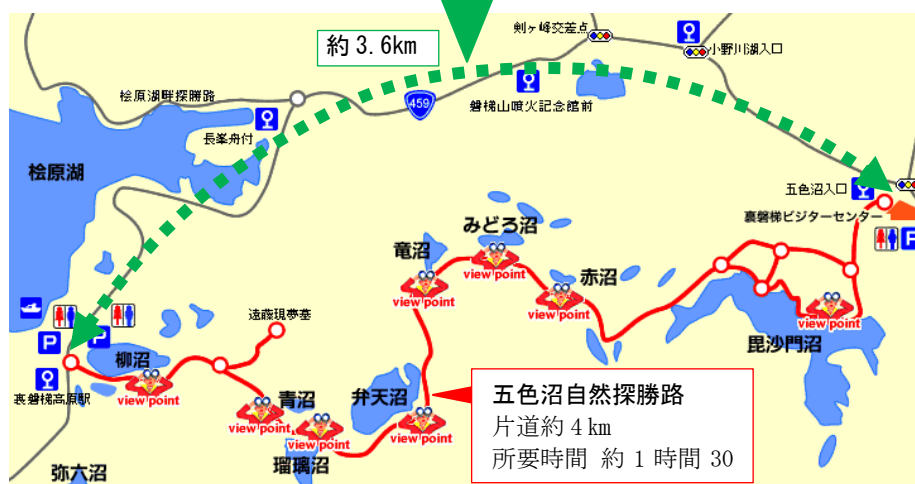 約3.6km
剣ヶ峰交差点
小野川湖入口
桧原湖畔探勝路
459
磐梯山噴火記念館前
長峯舟付
桧原湖
五色沼入口
裏磐梯ビジターセンター
P
みどろ沼
view point
竜沼
view point
赤沼
view point
view point
毘沙門沼
遠藤現夢墓
P
P
柳沼
view point
裏磐梯高原駅
青沼
view point
弁天沼
view point
view point
瑠璃沼
弥六沼
五色沼自然探勝路
片道約4km
所要時間 約1時間30